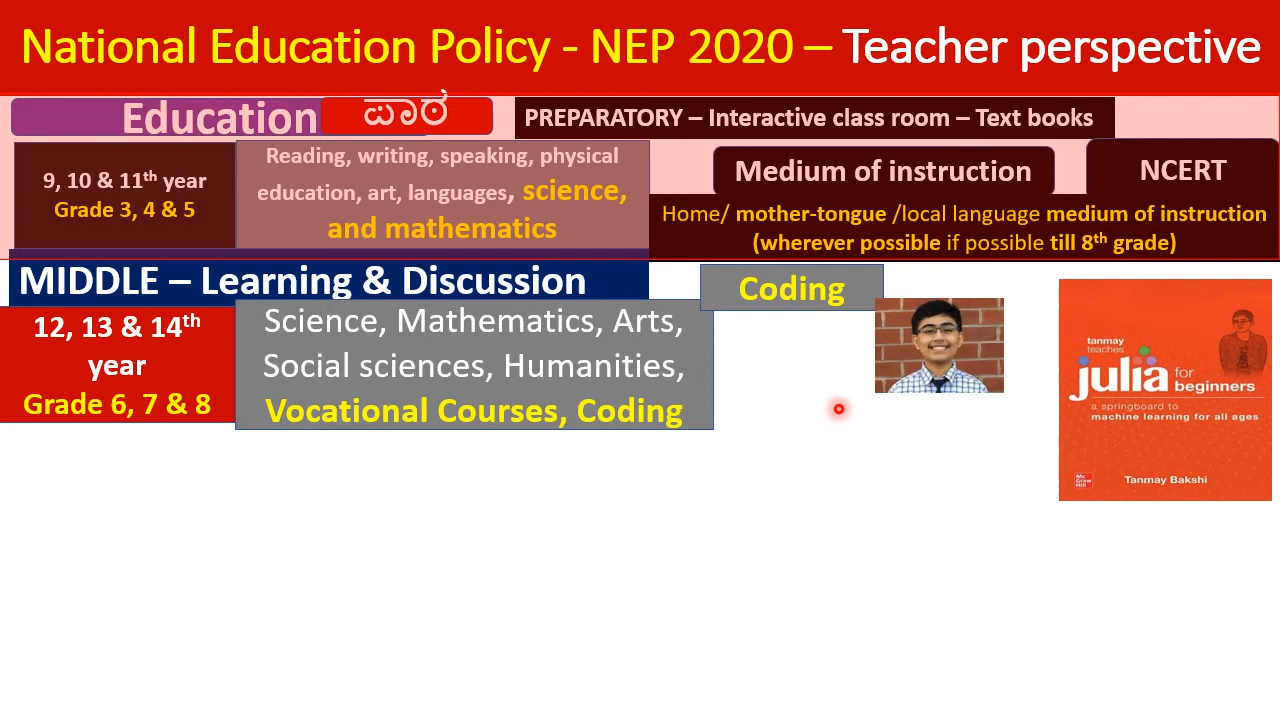 National Education Policy - NEP 2020 – Teacher perspective
Education
ಪಾಠ
PREPARATORY – Interactive class room – Text books
9, 10 & 11th year
Grade 3, 4 & 5
Reading, writing, speaking, physical
education, art, languages, science,
and mathematics
Medium of instruction
NCERT
Home/ mother-tongue /local language medium of instruction
(wherever possible if possible till 8th grade)
MIDDLE – Learning & Discussion
12, 13 & 14th
year
Grade 6, 7 & 8
Science, Mathematics, Arts,
Social sciences, Humanities,
Vocational Courses, Coding
Coding
tanmay
teaches
julia for
beginners
a springboard to
machine learning for all ages
Mc
Graw
Hill
Tanmay Bakshi